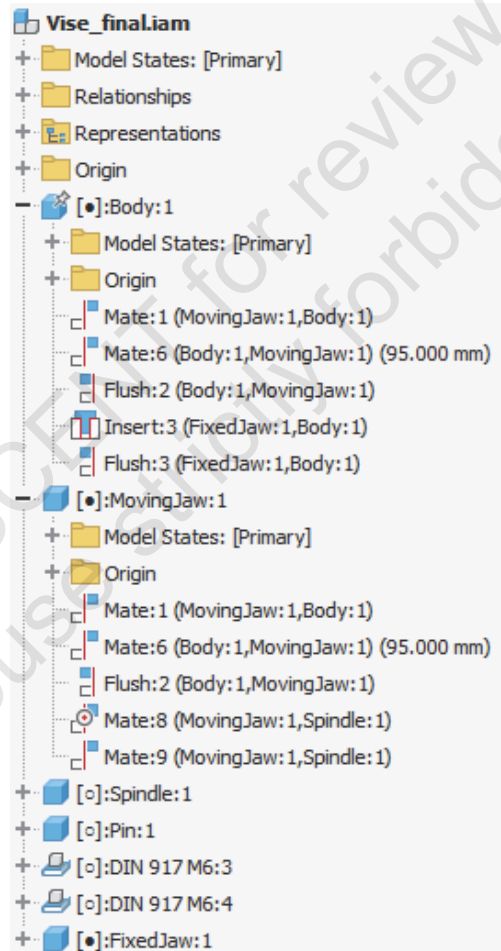 Vise_final.iam
Model States: [Primary]
Relationships
Representations
Origin
[●]:Body:1
Model States: [Primary]
Origin
Mate:1 (MovingJaw:1,Body:1)
Mate:6 (Body:1,MovingJaw:1) (95.000 mm)
Flush:2 (Body:1,MovingJaw:1)
Insert:3 (FixedJaw:1,Body:1)
Flush:3 (FixedJaw:1,Body:1)
[●]:MovingJaw:1
Model States: [Primary]
Origin
Mate:1 (MovingJaw:1,Body:1)
Mate:6 (Body:1,MovingJaw:1) (95.000 mm)
Flush:2 (Body:1,MovingJaw:1)
Mate:8 (MovingJaw:1,Spindle:1)
Mate:9 (MovingJaw:1,Spindle:1)
[○]:Spindle:1
[○]:Pin:1
[○]:DIN 917 M6:3
[○]:DIN 917 M6:4
[●]:FixedJaw:1
for review
strictly